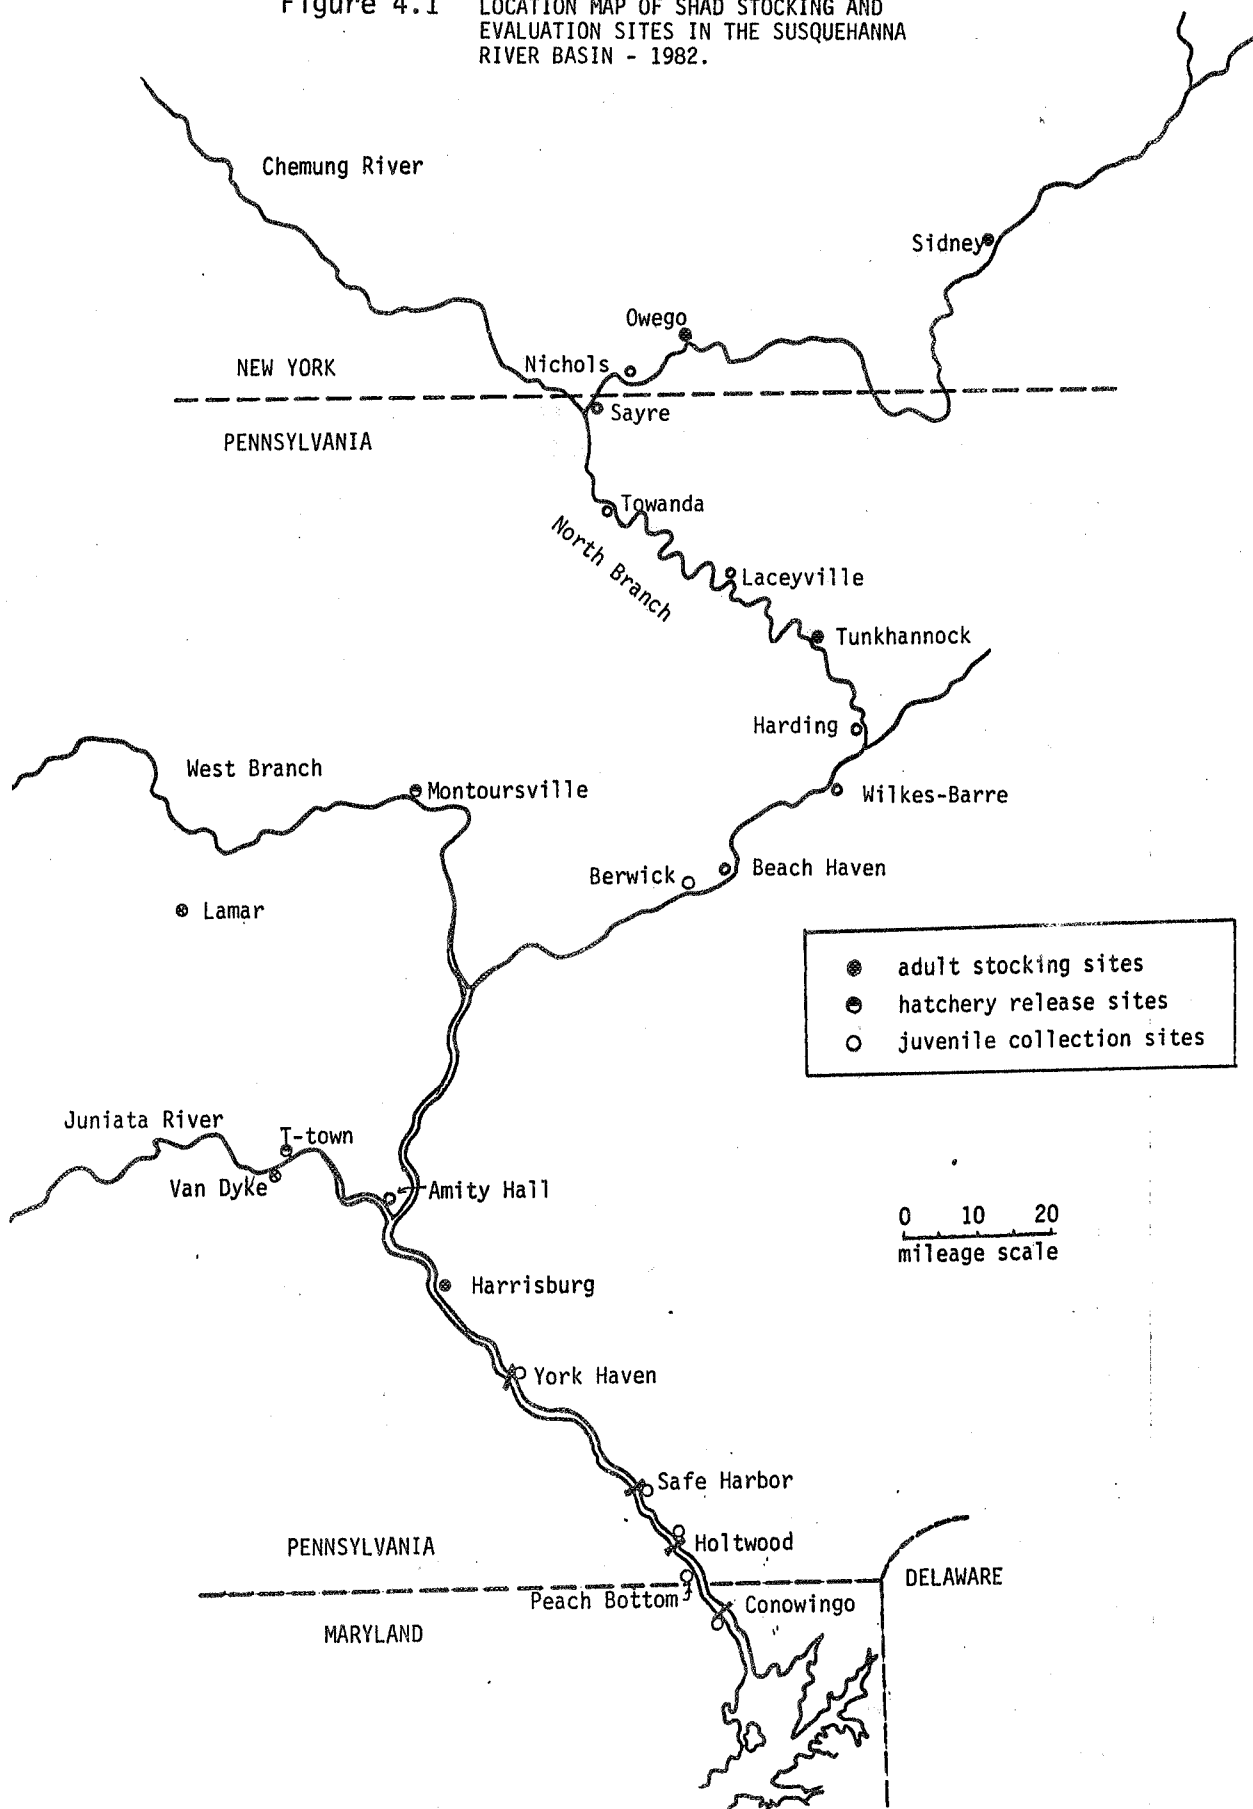 Figure 4.1 LOCATION MAP OF SHAD STOCKING AND
EVALUATION SITES IN THE SUSQUEHANNA
RIVER BASIN - 1982.
Chemung River
Sidney
Owego
Nichols
NEW YORK
Sayre
PENNSYLVANIA
Towanda
North Branch
Laceyville
Tunkhannock
Harding
West Branch
Montoursville
Wilkes-Barre
Berwick
Beach Haven
Lamar
adult stocking sites
hatchery release sites
juvenile collection sites
Juniata River
T-town
Van Dyke
Amity Hall
0 10 20
mileage scale
Harrisburg
York Haven
Safe Harbor
PENNSYLVANIA
Holtwood
DELAWARE
Peach Bottom
Conowingo
MARYLAND